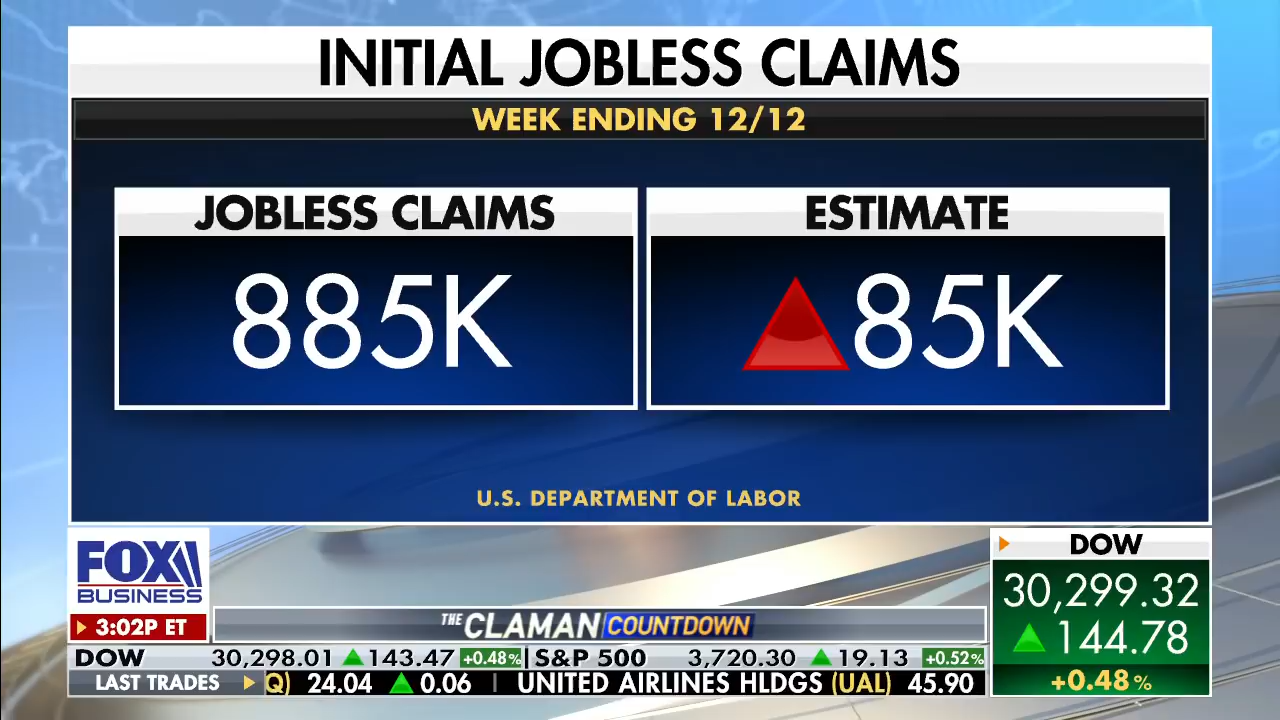 INITIAL JOBLESS CLAIMS
WEEK ENDING 12/12
JOBLESS CLAIMS
885K
ESTIMATE
85K
U.S. DEPARTMENT OF LABOR
FOX BUSINESS
3:02P ET
THE CLAMAN COUNTDOWN
DOW
30,299.32
144.78
+0.48%
DOW 30,298.01 143.47 +0.48% S&P 500 3,720.30 19.13 +0.52%
LAST TRADES Q) 24.04 0.06 | UNITED AIRLINES HLDGS (UAL) 45.90